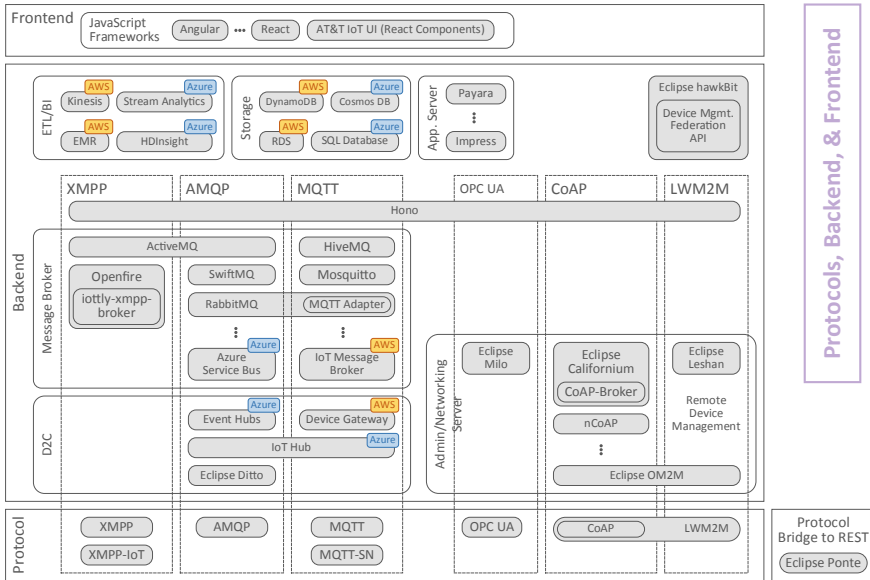 Frontend
JavaScript
Frameworks
Angular
•••
React
AT&T IoT UI (React Components)
Protocols, Backend, & Frontend
Backend
ETL/BI
AWS
Kinesis
Azure
Stream Analytics
AWS
EMR
Azure
HDInsight
Storage
AWS
DynamoDB
Azure
Cosmos DB
AWS
RDS
Azure
SQL Database
App. Server
Payara
Impress
Eclipse hawkBit
Device Mgmt.
Federation
API
XMPP
AMQP
MQTT
OPC UA
CoAP
LWM2M
Hono
Message Broker
ActiveMQ
HiveMQ
Openfire
iottly-xmpp-
broker
SwiftMQ
Mosquitto
RabbitMQ
MQTT Adapter
Azure
Azure
Service Bus
AWS
IoT Message
Broker
D2C
Azure
Event Hubs
AWS
Device Gateway
IoT Hub
Azure
Eclipse Ditto
Admin/Networking
Server
Eclipse
Milo
Eclipse
Californium
CoAP-Broker
nCoAP
Eclipse
Leshan
Remote
Device
Management
Eclipse OM2M
Protocol
XMPP
XMPP-IoT
AMQP
MQTT
MQTT-SN
OPC UA
CoAP
LWM2M
Protocol
Bridge to REST
Eclipse Ponte